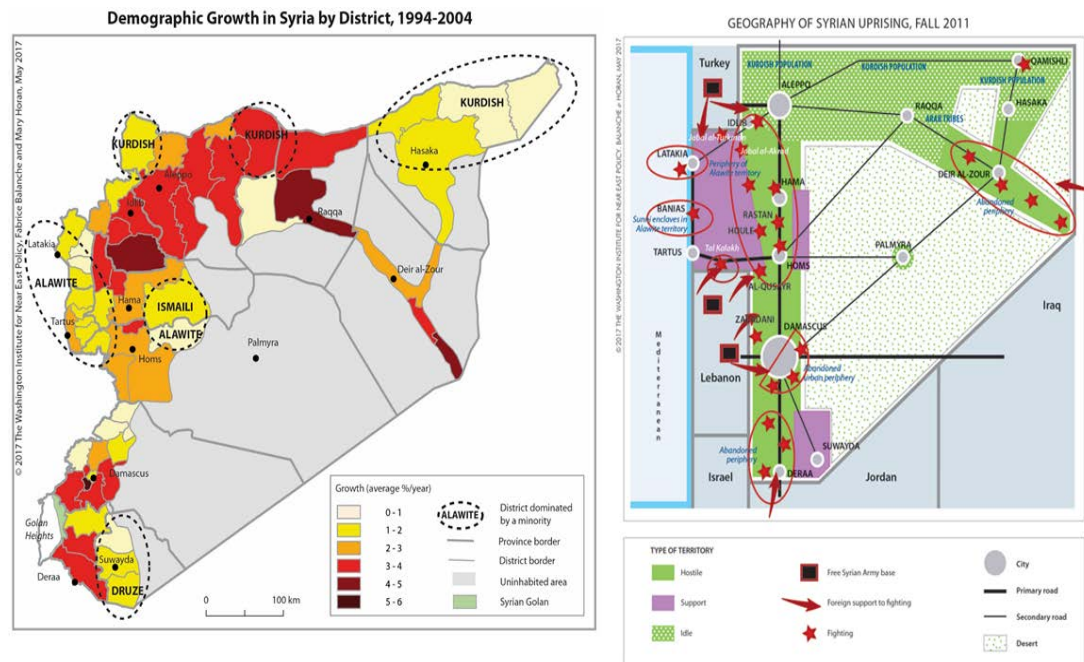 Demographic Growth in Syria by District, 1994-2004
© 2017 The Washington Institute for Near East Policy, Fabrice Balanche and Mary Horan, May 2017
KURDISH
KURDISH
KURDISH
Hasaka
Aleppo
Idlib
Raqqa
Latakia
ALAWITE
Deir al-Zour
Hama
ISMAILI
Tartus
ALAWITE
Homs
Palmyra
Damascus
Golan
Heights
Suwayda
Deraa
DRUZE
0
100 km
Growth (average %/year)
0 - 1
1 - 2
2 - 3
3 - 4
4 - 5
5 - 6
ALAWITE
District dominated
by a minority
Province border
District border
Uninhabited area
Syrian Golan
GEOGRAPHY OF SYRIAN UPRISING, FALL 2011
© 2017 THE WASHINGTON INSTITUTE FOR NEAR EAST POLICY, BALANCHE & HORAN, MAY 2017
Turkey
KURDISH POPULATION
KURDISH POPULATION
QAMISHLI
KURDISH POPULATION
ALEPPO
RAQQA
HASAKA
ARAB TRIBES
IDLIB
Jabal al-Akrad
LATAKIA
Periphery of
Alawite territory
DEIR AL-ZOUR
HAMA
Abandoned
periphery
BANIAS
Sunni enclaves in
Alawite territory
RASTAN
HOULE
TARTUS
Tal Kalakh
PALMYRA
HOMS
AL-QUSAYR
Iraq
ZABADANI
DAMASCUS
Mediterranean
Lebanon
Abandoned
urban periphery
SUWAYDA
Abandoned
periphery
Israel
DERAA
Jordan
TYPE OF TERRITORY
Hostile
Support
Idle
Free Syrian Army base
Foreign support to fighting
Fighting
City
Primary road
Secondary road
Desert